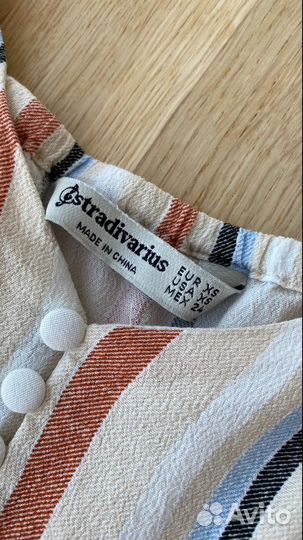 stradivarius
MADE IN CHINA
EUR XS
USA XS
MEX 24
Avito